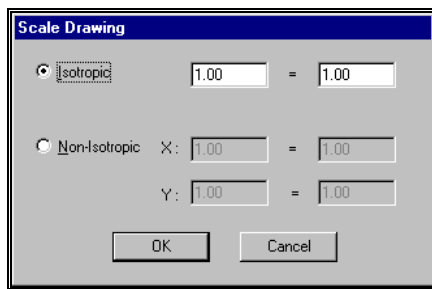 Scale Drawing
Isotropic 1.00 = 1.00
Non-Isotropic X: 1.00 = 1.00
Y: 1.00 = 1.00
OK Cancel